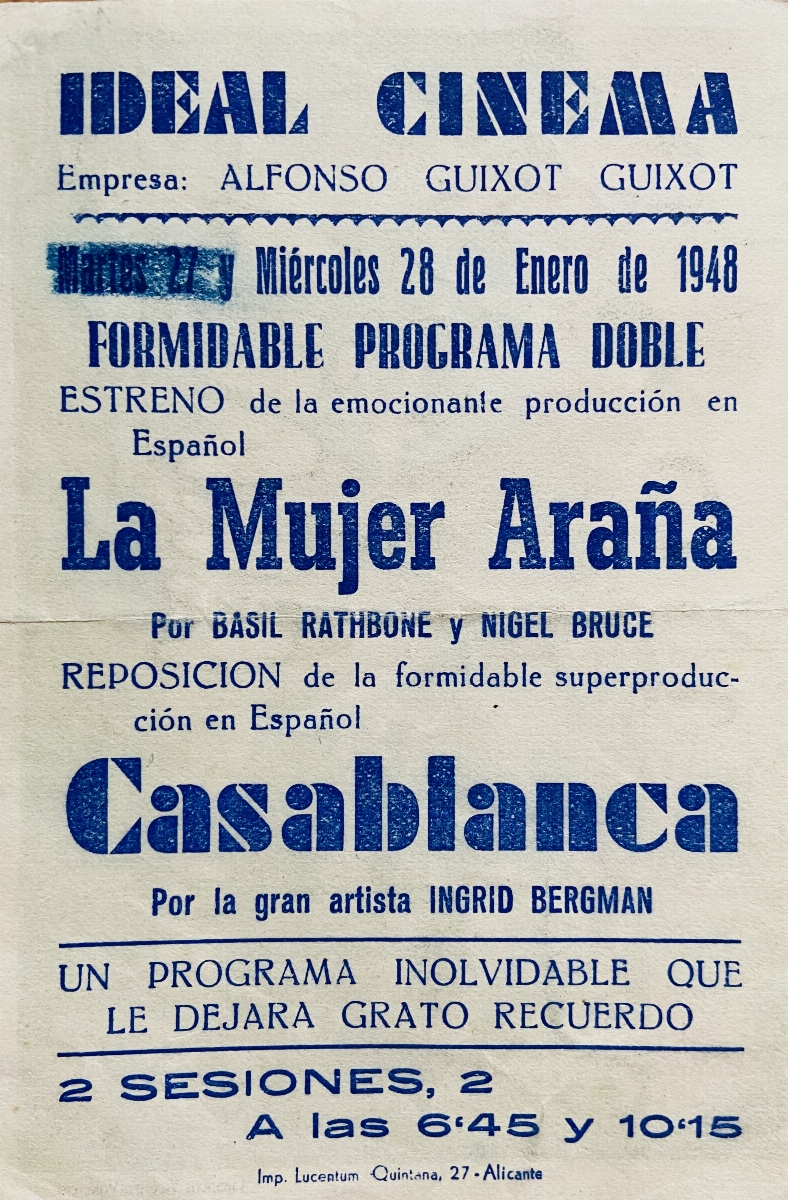 IDEAL CINEMA
Empresa: ALFONSO GUIXOT GUIXOT
Martes 27 y Miércoles 28 de Enero de 1948
FORMIDABLE PROGRAMA DOBLE
ESTRENO de la emocionante producción en
Español
La Mujer Araña
Por BASIL RATHBONE y NIGEL BRUCE
REPOSICION de la formidable superproduc-
ción en Español
Casablanca
Por la gran artista INGRID BERGMAN
UN PROGRAMA INOLVIDABLE QUE
LE DEJARA GRATO RECUERDO
2 SESIONES, 2
A las 6‘45 y 10‘15
Imp. Lucentum -Quintana, 27 - Alicante